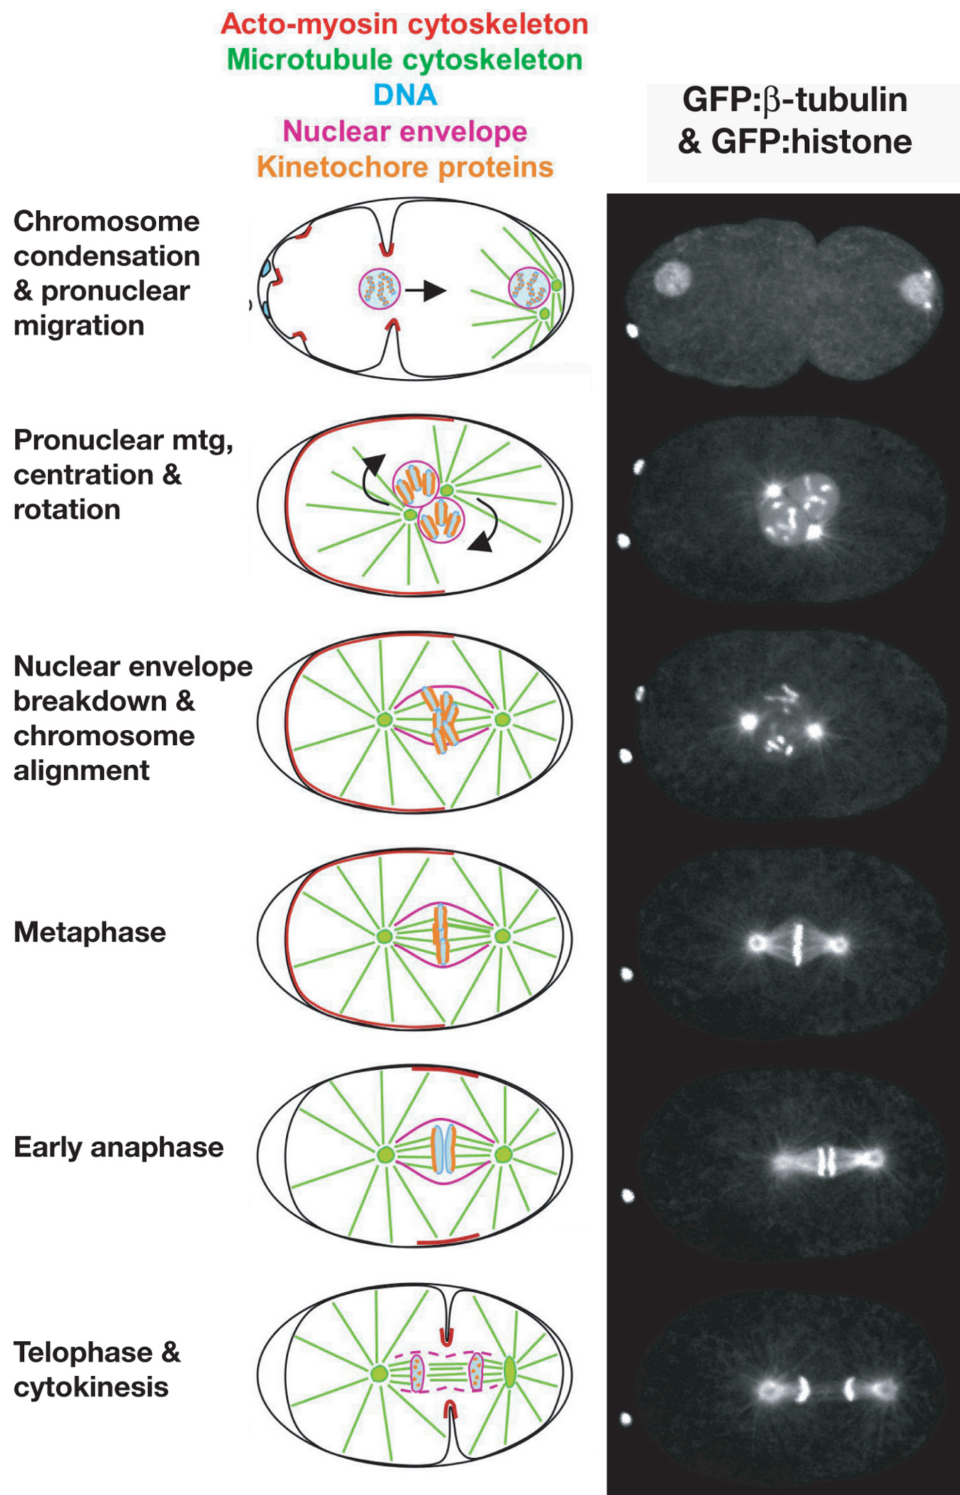 Acto-myosin cytoskeleton
Microtubule cytoskeleton
DNA
Nuclear envelope
Kinetochore proteins
GFP:β-tubulin
& GFP:histone
Chromosome
condensation
& pronuclear
migration
Pronuclear mtg,
centration &
rotation
Nuclear envelope
breakdown &
chromosome
alignment
Metaphase
Early anaphase
Telophase &
cytokinesis